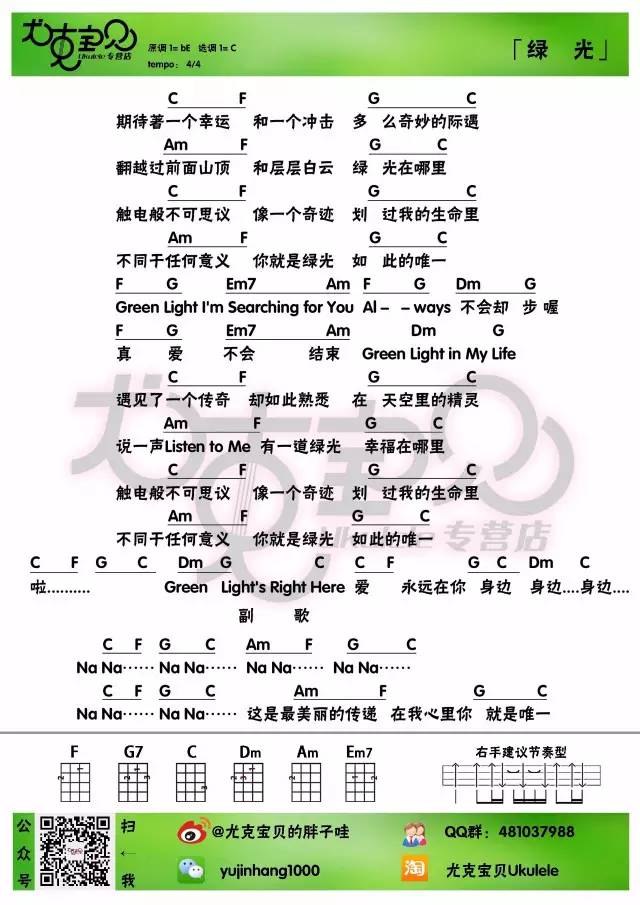 尤克宝贝
Ukulele 专营店
原调 1=bE 选调 1=C
tempo: 4/4
「绿 光」
C F G C
期待著一个幸运 和一个冲击 多 么奇妙的际遇
Am F G C
翻越过前面山顶 和层层白云 绿 光在哪里
C F G C
触电般不可思议 像一个奇迹 划 过我的生命里
Am F G C
不同于任何意义 你就是绿光 如 此的唯一
F G Em7 Am F G Dm G
Green Light I'm Searching for You Al - - ways 不会却 步 喔
F G Em7 Am Dm G
真 爱 不会 结束 Green Light in My Life
C F G C
遇见了一个传奇 却如此熟悉 在 天空里的精灵
Am F G C
说一声Listen to Me 有一道绿光 幸福在哪里
C F G C
触电般不可思议 像一个奇迹 划 过我的生命里
Am F G C
不同于任何意义 你就是绿光 如此的唯一
C F G C Dm G C C F G C Dm C
啦.......... Green Light's Right Here 爱 永远在你 身边 身边....身边....
副 歌
C F G C Am F G C
Na Na…… Na Na…… Na Na…… Na Na……
C F G C Am F G C
Na Na…… Na Na…… 这是最美丽的传递 在我心里你 就是唯一
尤克宝贝
Ukulele 专营店
F G7 C Dm Am Em7 右手建议节奏型
公众号
扫←我
@尤克宝贝的胖子哇
QQ群: 481037988
yujinhang1000
淘
尤克宝贝Ukulele